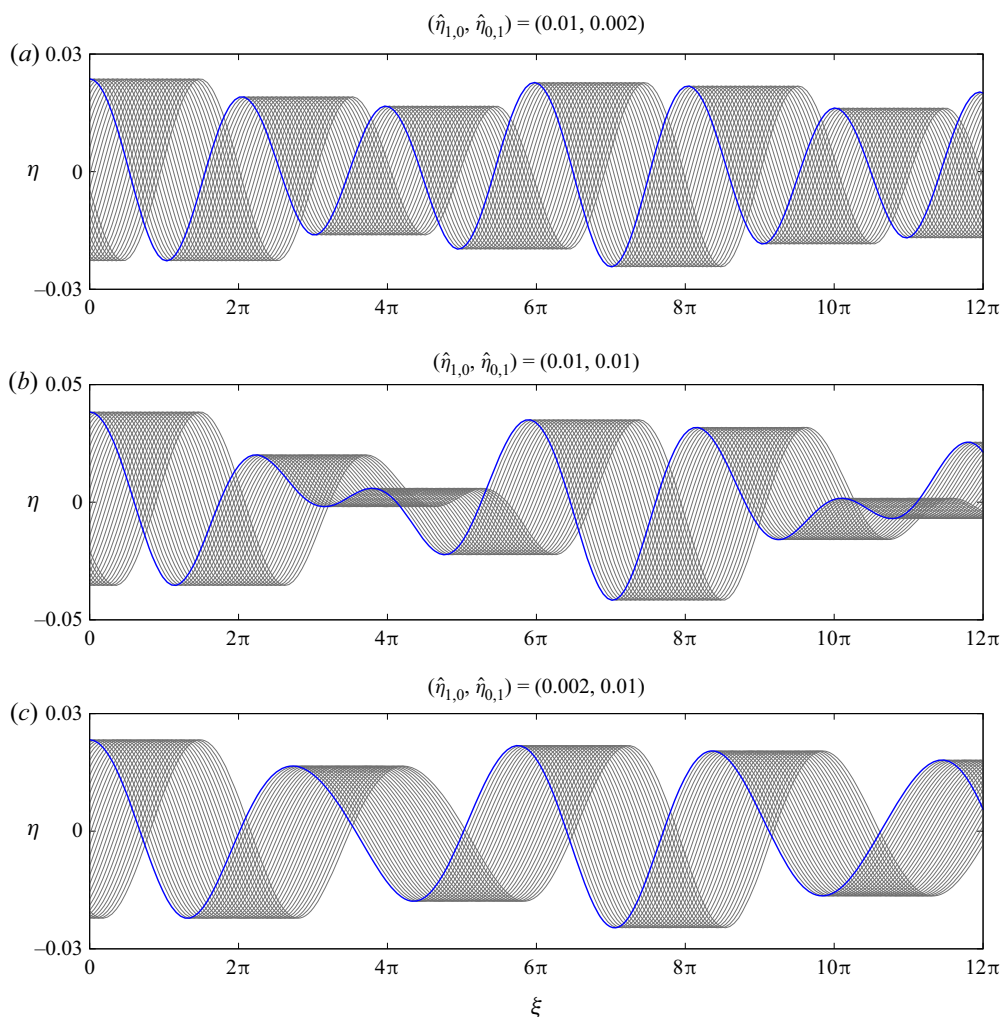 (η̂1,0, η̂0,1) = (0.01, 0.002)
(a)
0.03
η
0
–0.03
0 2π 4π 6π 8π 10π 12π
(η̂1,0, η̂0,1) = (0.01, 0.01)
(b)
0.05
η
0
–0.05
0 2π 4π 6π 8π 10π 12π
(η̂1,0, η̂0,1) = (0.002, 0.01)
(c)
0.03
η
0
–0.03
0 2π 4π 6π 8π 10π 12π
ξ